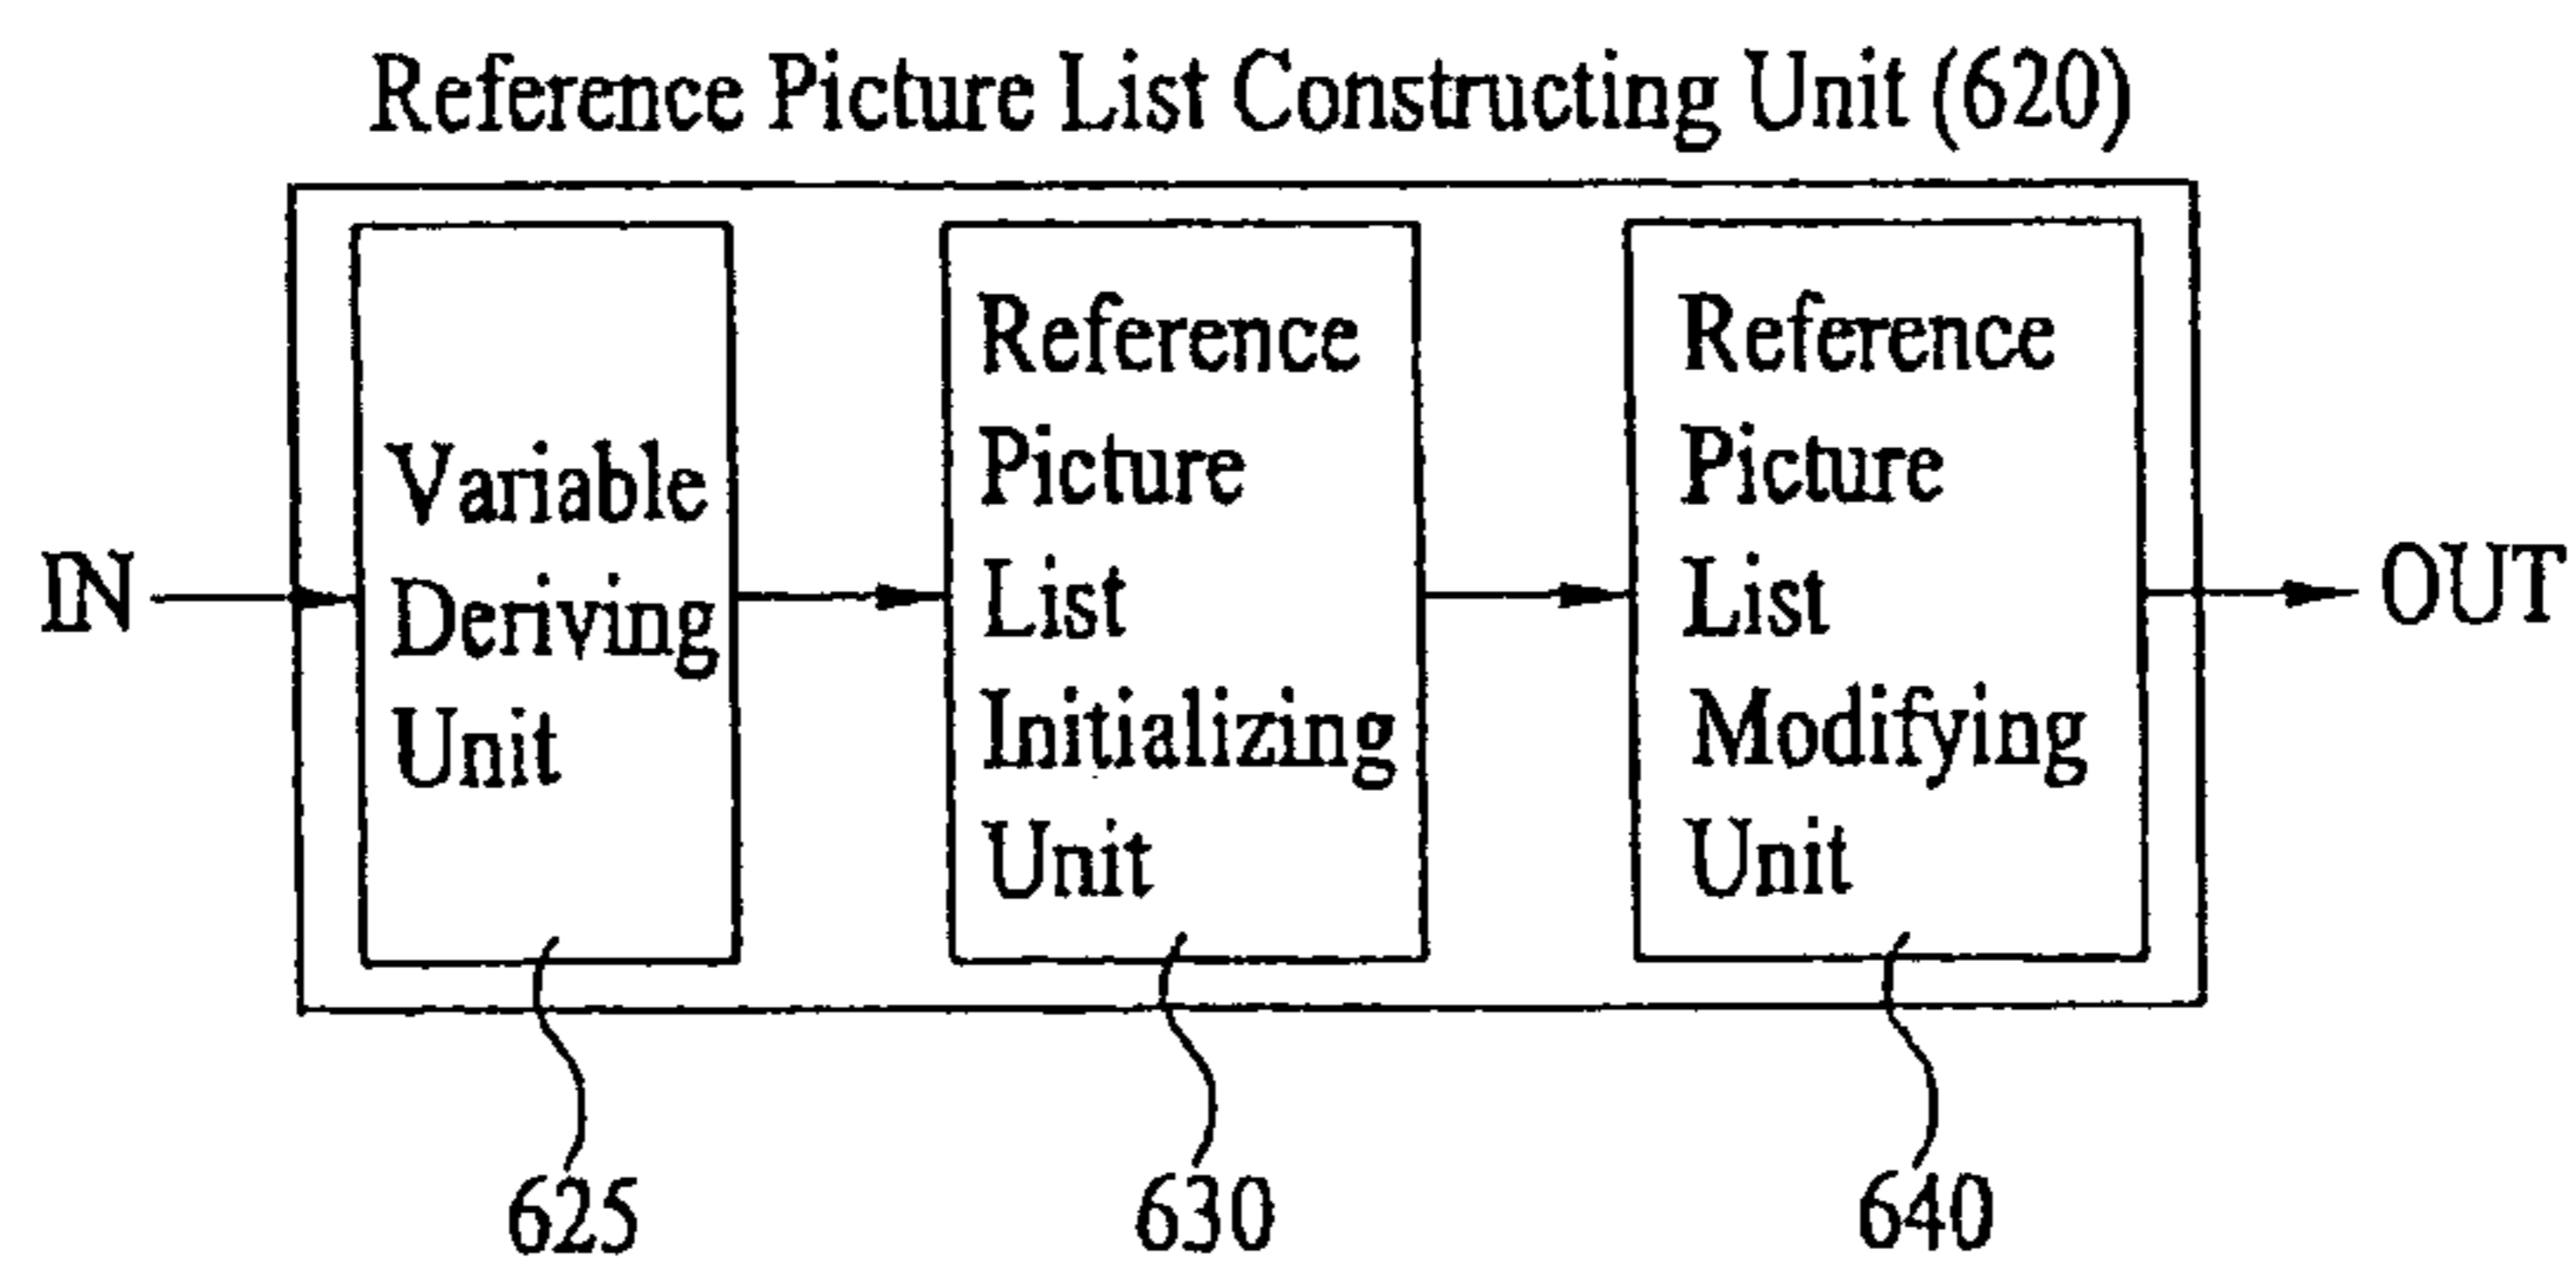 Reference Picture List Constructing Unit (620)
IN
Variable
Deriving
Unit
Reference
Picture
List
Initializing
Unit
Reference
Picture
List
Modifying
Unit
OUT
625
630
640